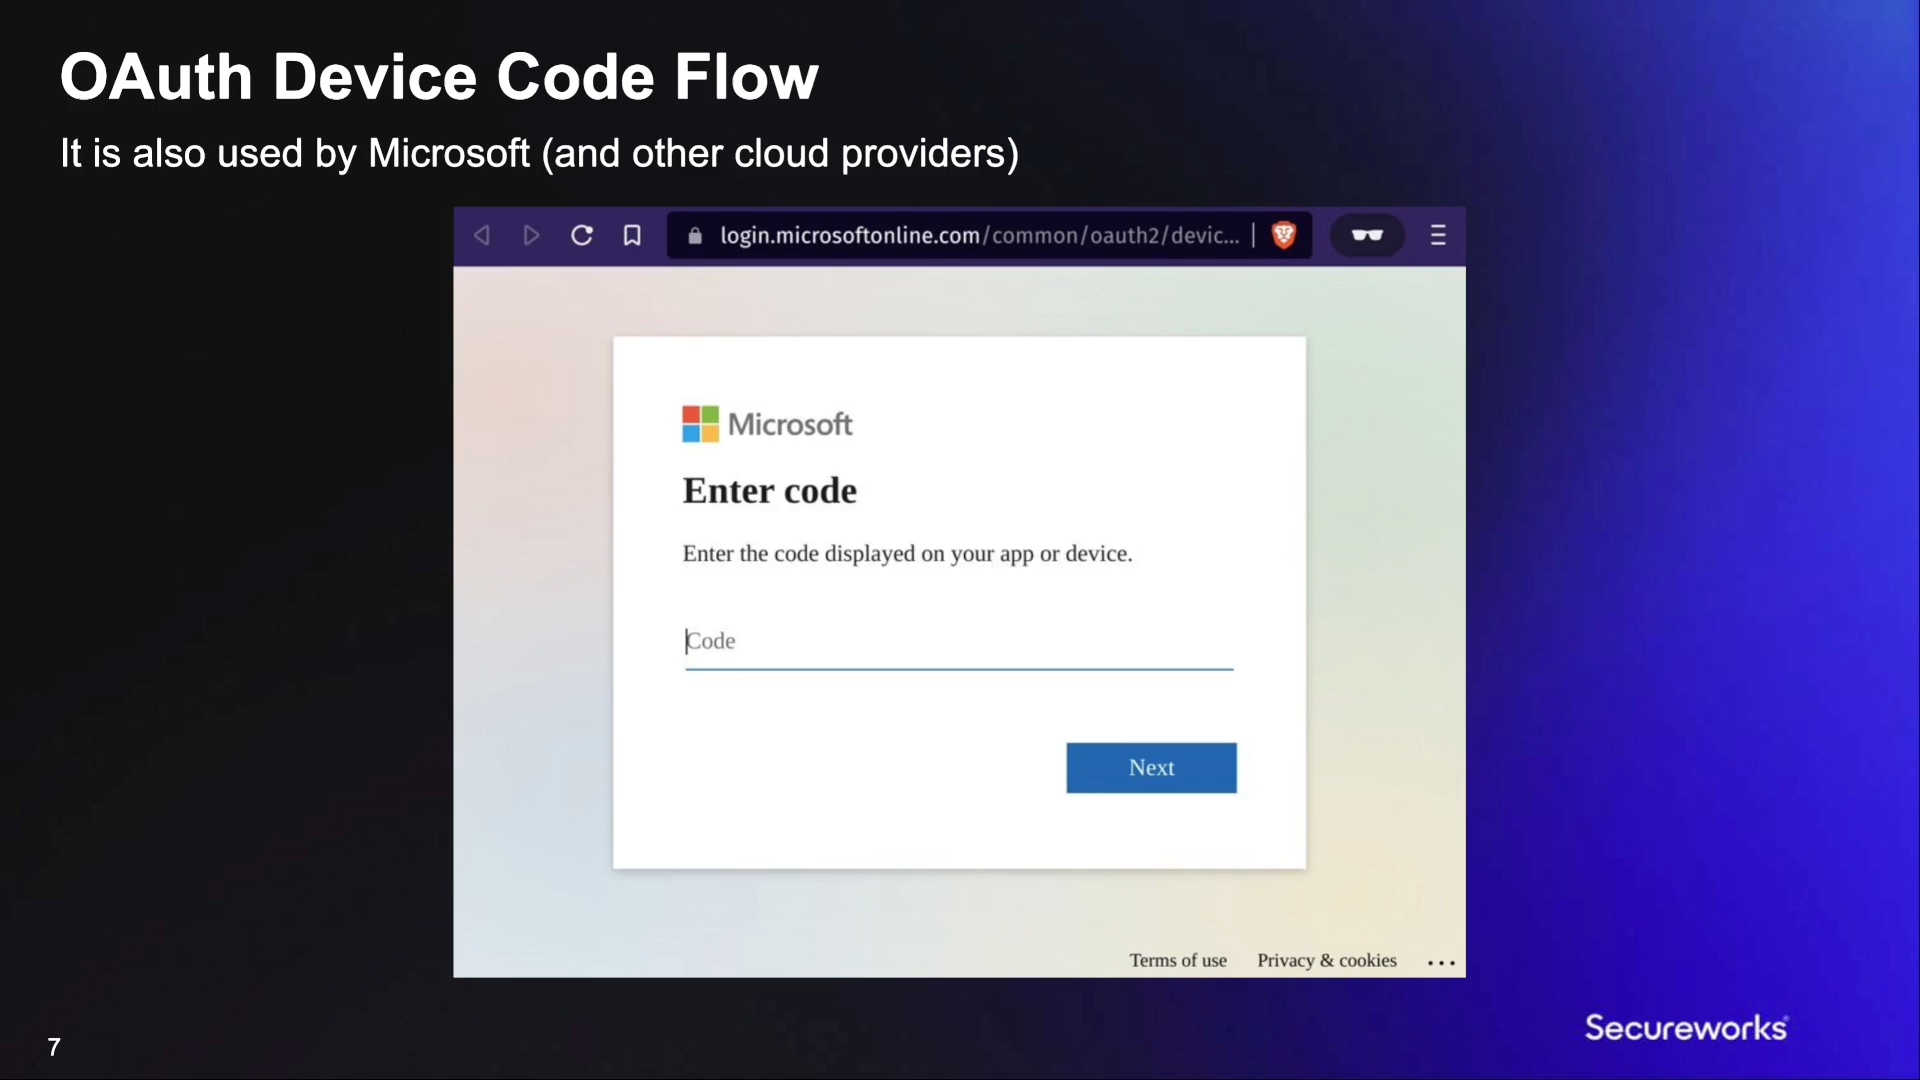 OAuth Device Code Flow
It is also used by Microsoft (and other cloud providers)
login.microsoftonline.com/common/oauth2/devic...
Microsoft
Enter code
Enter the code displayed on your app or device.
Code
Next
Terms of use Privacy & cookies ...
Secureworks
7